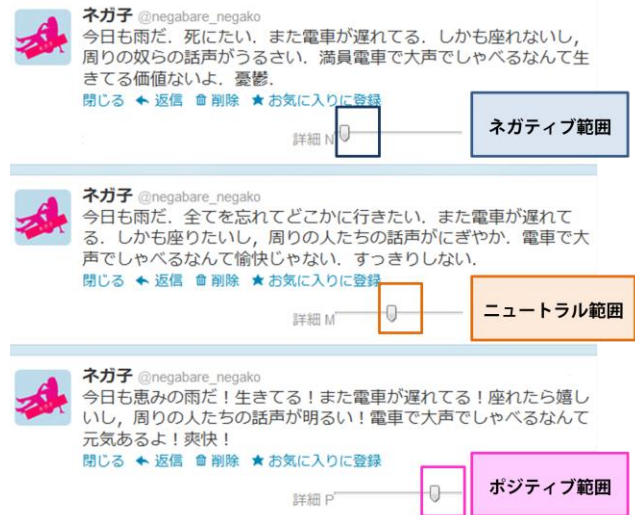 ネガ子 @negabare_negako
今日も雨だ．死にたい．また電車が遅れてる．しかも座れないし，
周りの奴らの話声がうるさい．満員電車で大声でしゃべるなんて生
きてる価値ないよ．憂鬱．
閉じる 返信 削除 ★お気に入りに登録
詳細 N
ネガティブ範囲
ネガ子 @negabare_negako
今日も雨だ．全てを忘れてどこかに行きたい．また電車が遅れて
る．しかも座りたいし，周りの人たちの話声がにぎやか．電車で大
声でしゃべるなんて愉快じゃない．すっきりしない．
閉じる 返信 削除 ★お気に入りに登録
詳細 M
ニュートラル範囲
ネガ子 @negabare_negako
今日も恵みの雨だ！生きてる！また電車が遅れてる！座れたら嬉し
いし，周りの人たちの話声が明るい！電車で大声でしゃべるなんて
元気あるよ！爽快！
閉じる 返信 削除 ★お気に入りに登録
詳細 P
ポジティブ範囲